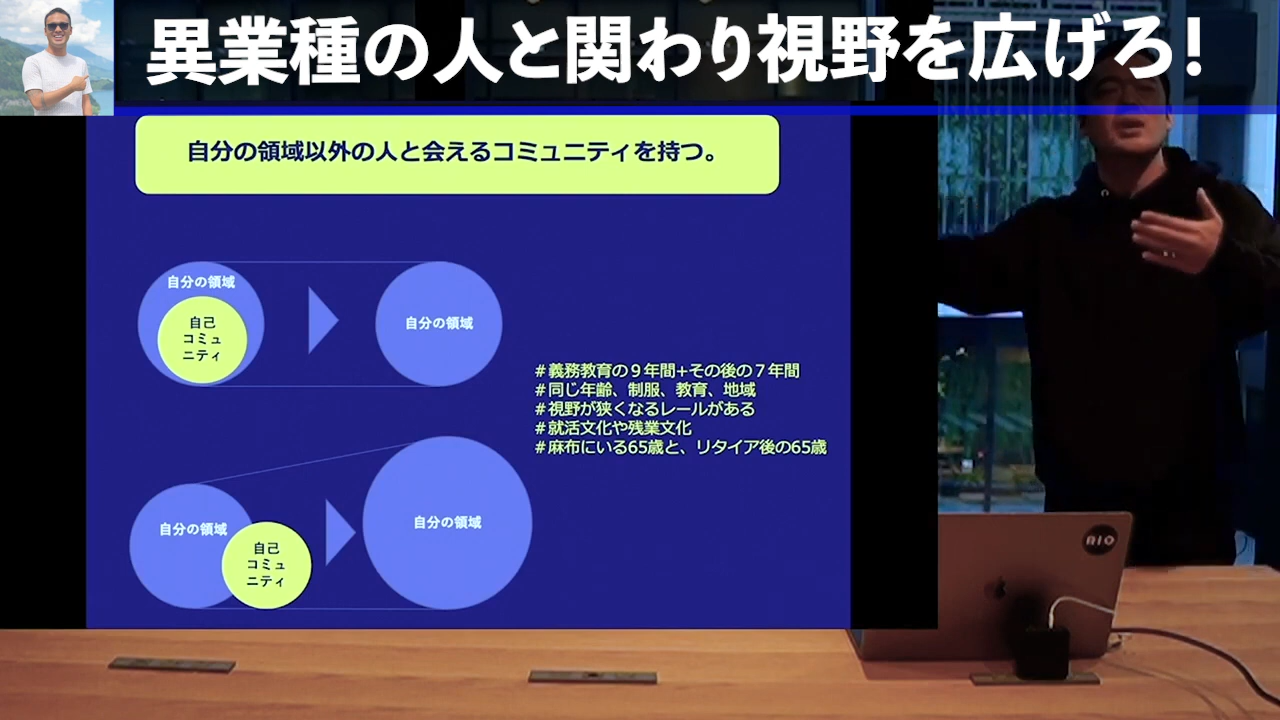 異業種の人と関わり視野を広げろ!
自分の領域以外の人と会えるコミュニティを持つ。
自分の領域
自己
コミュ
ニティ
自分の領域
#義務教育の9年間+その後の7年間
#同じ年齢、制服、教育、地域
#視野が狭くなるレールがある
#就活文化や残業文化
#麻布にいる65歳と、リタイア後の65歳
自分の領域
自己
コミュ
ニティ
自分の領域
AIO